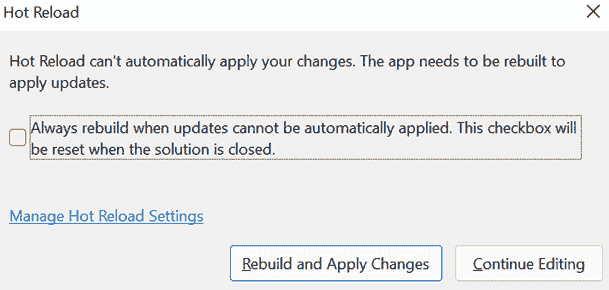 Hot Reload
Hot Reload can't automatically apply your changes. The app needs to be rebuilt to
apply updates.
Always rebuild when updates cannot be automatically applied. This checkbox will
be reset when the solution is closed.
Manage Hot Reload Settings
Rebuild and Apply Changes
Continue Editing